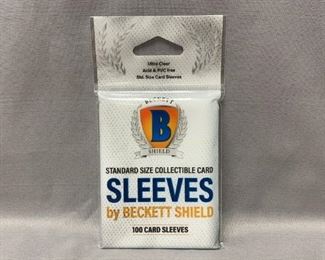 Ultra Clear
Acid & PVC free
Std. Size Card Sleeves
BECKETT
B
SHIELD
STANDARD SIZE COLLECTIBLE CARD
SLEEVES
by BECKETT SHIELD
100 CARD SLEEVES